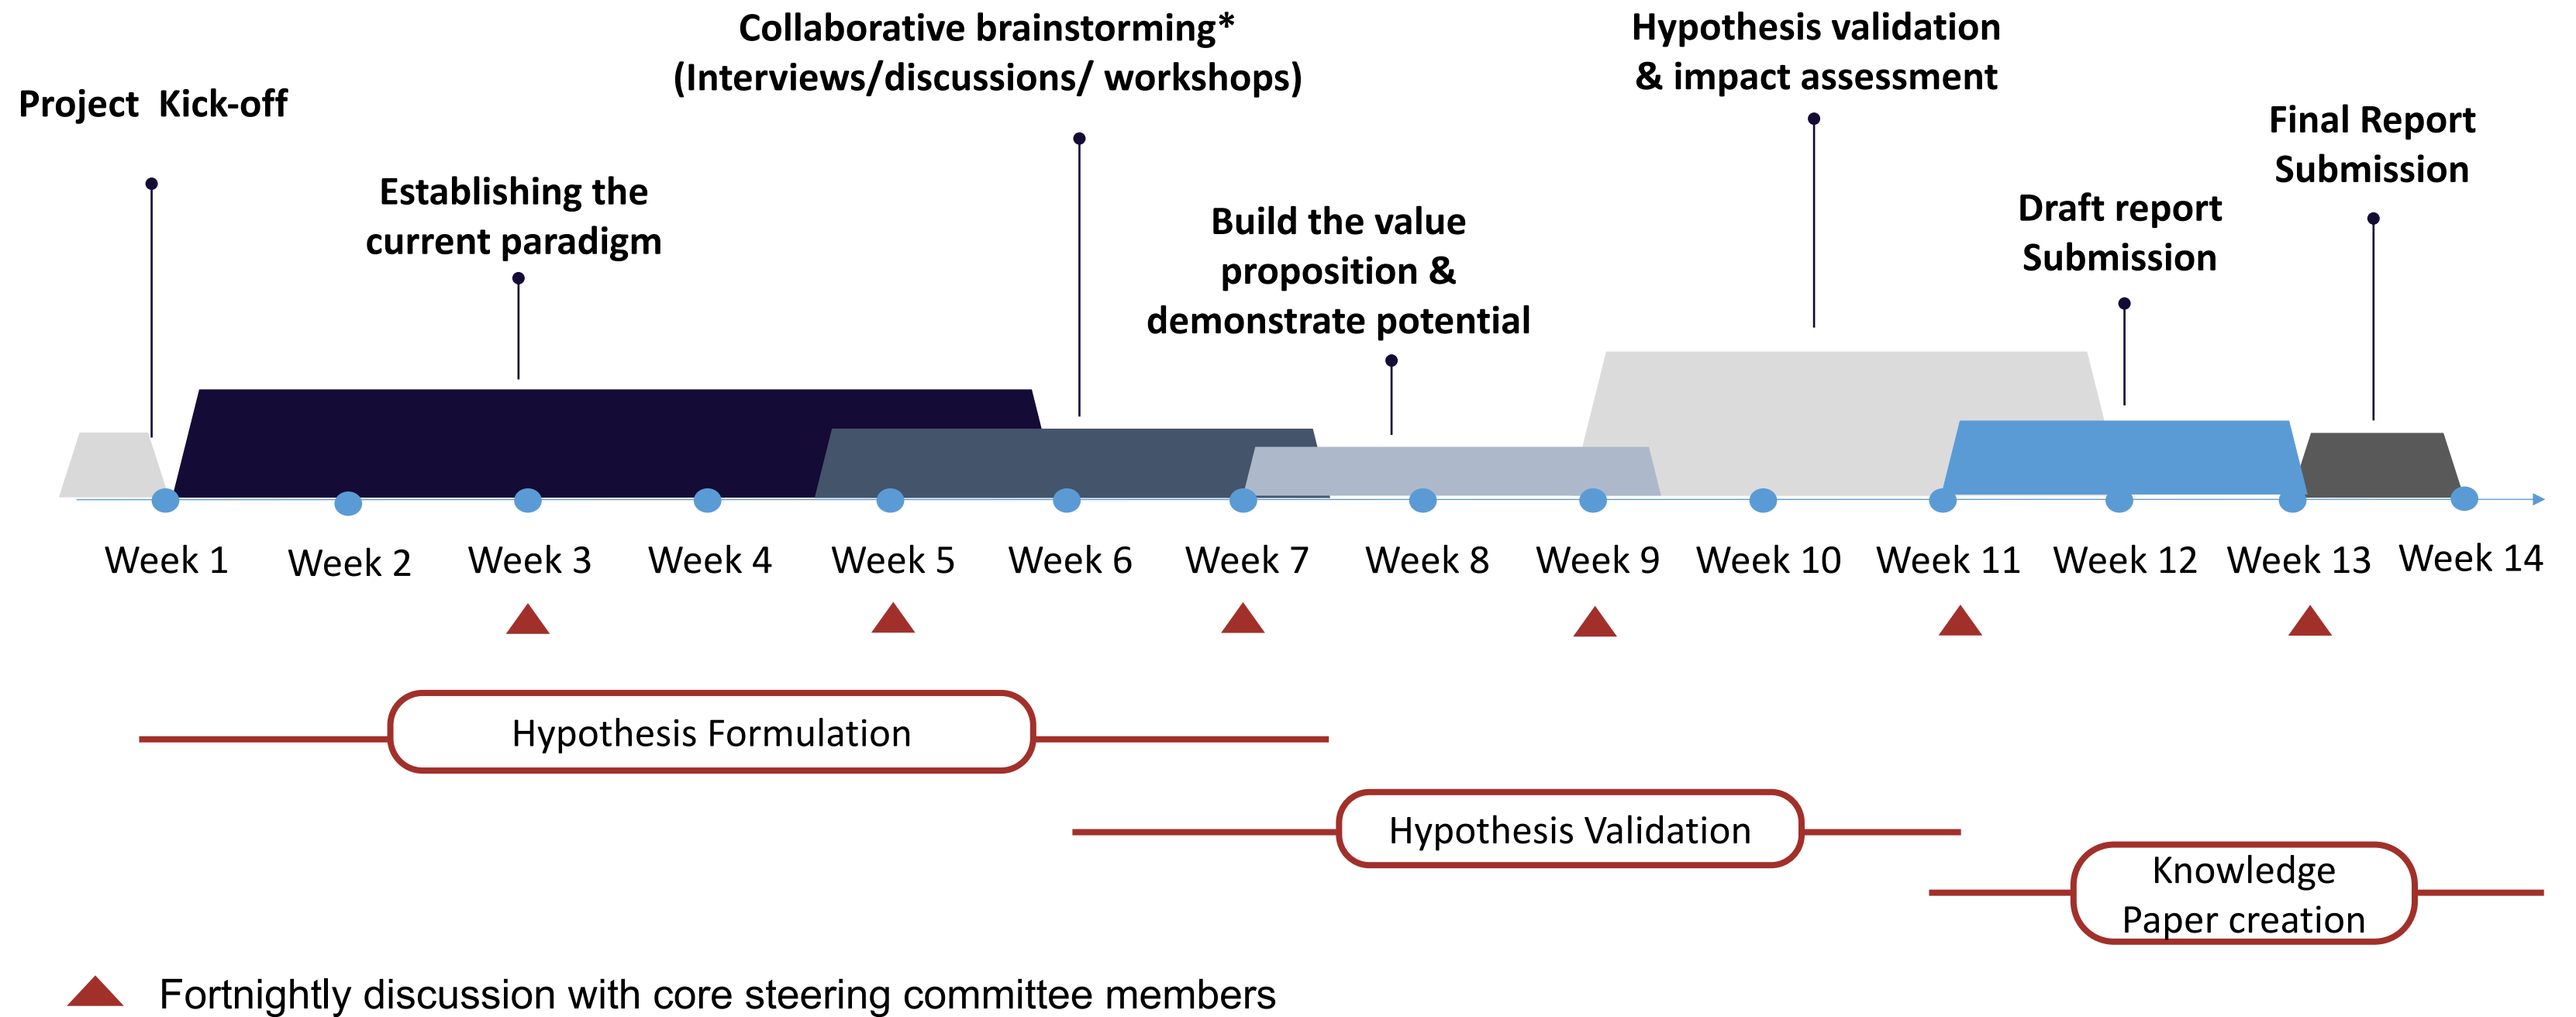 Project  Kick-off
Establishing the
current paradigm
Collaborative brainstorming*
(Interviews/discussions/ workshops)
Build the value
proposition &
demonstrate potential
Hypothesis validation
& impact assessment
Draft report
Submission
Final Report
Submission
Week 1
Week 2
Week 3
Week 4
Week 5
Week 6
Week 7
Week 8
Week 9
Week 10
Week 11
Week 12
Week 13
Week 14
Hypothesis Formulation
Hypothesis Validation
Knowledge
Paper creation
Fortnightly discussion with core steering committee members